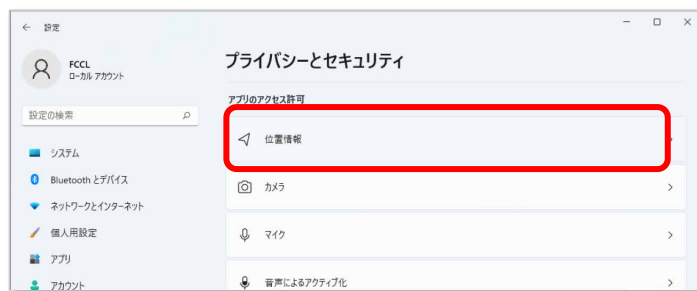 設定
FCCL
ローカル アカウント
設定の検索
システム
Bluetooth とデバイス
ネットワークとインターネット
個人用設定
アプリ
アカウント
プライバシーとセキュリティ
アプリのアクセス許可
位置情報
カメラ
マイク
音声によるアクティブ化